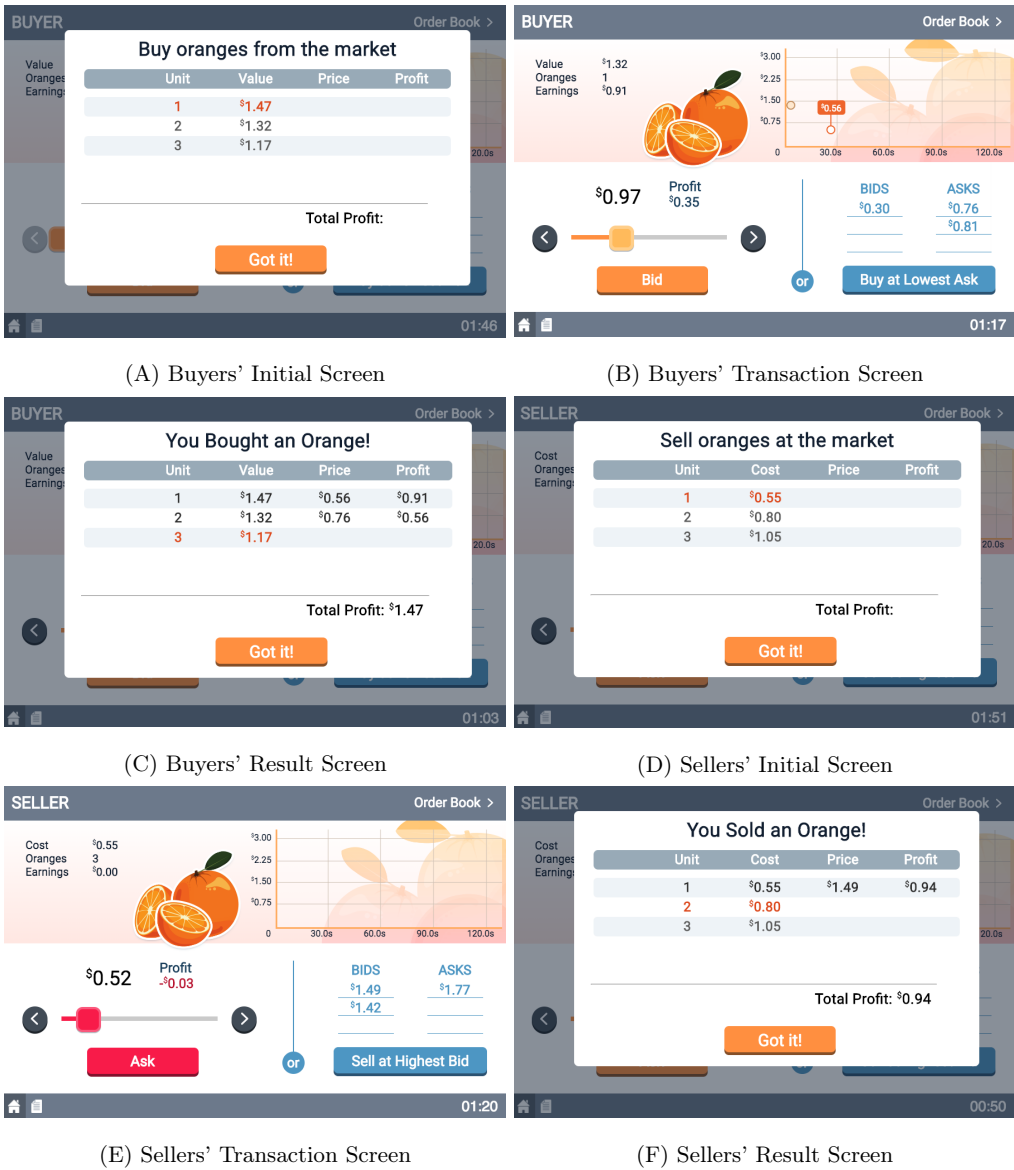 BUYER Order Book >
Buy oranges from the market
Value
Oranges
Earnings
Unit Value Price Profit
1 $1.47
2 $1.32
3 $1.17
20.0s
Total Profit:
Got it!
or
01:46
(A) Buyers' Initial Screen
BUYER Order Book >
Value $1.32
Oranges 1
Earnings $0.91
$3.00
$2.25
$1.50
$0.75
$0.56
0 30.0s 60.0s 90.0s 120.0s
$0.97
Profit
$0.35
BIDS ASKS
$0.30 $0.76
$0.81
Bid
or
Buy at Lowest Ask
01:17
(B) Buyers' Transaction Screen
BUYER Order Book >
You Bought an Orange!
Value
Oranges
Earnings
Unit Value Price Profit
1 $1.47 $0.56 $0.91
2 $1.32 $0.76 $0.56
3 $1.17
20.0s
Total Profit: $1.47
Got it!
01:03
(C) Buyers' Result Screen
SELLER Order Book >
Sell oranges at the market
Cost
Oranges
Earnings
Unit Cost Price Profit
1 $0.55
2 $0.80
3 $1.05
20.0s
Total Profit:
Got it!
01:51
(D) Sellers' Initial Screen
SELLER Order Book >
Cost $0.55
Oranges 3
Earnings $0.00
$3.00
$2.25
$1.50
$0.75
0 30.0s 60.0s 90.0s 120.0s
$0.52
Profit
-$0.03
BIDS ASKS
$1.49 $1.77
$1.42
Ask
or
Sell at Highest Bid
01:20
(E) Sellers' Transaction Screen
SELLER Order Book >
You Sold an Orange!
Cost
Oranges
Earnings
Unit Cost Price Profit
1 $0.55 $1.49 $0.94
2 $0.80
3 $1.05
20.0s
Total Profit: $0.94
Got it!
00:50
(F) Sellers' Result Screen